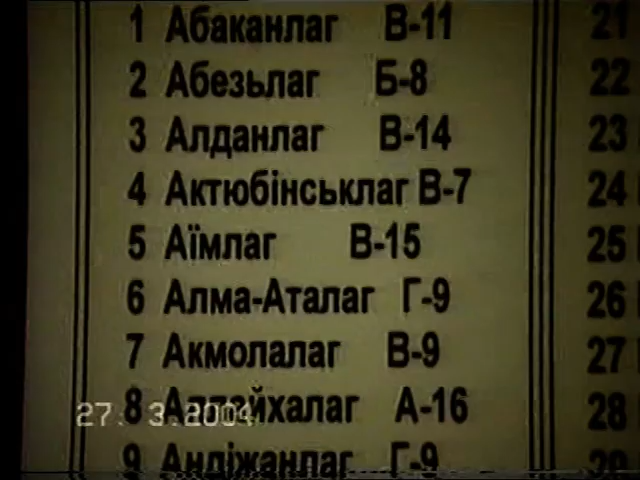 1 Абаканлаг В-11
2 Абезьлаг Б-8
3 Алданлаг В-14
4 Актюбінськлаг В-7
5 Аїмлаг В-15
6 Алма-Аталаг Г-9
7 Акмолалаг В-9
8 Аллайхалаг А-16
9 Андіжанлаг Г-9
21
22
23
24
25
26
27
28
29
27. 3.2004